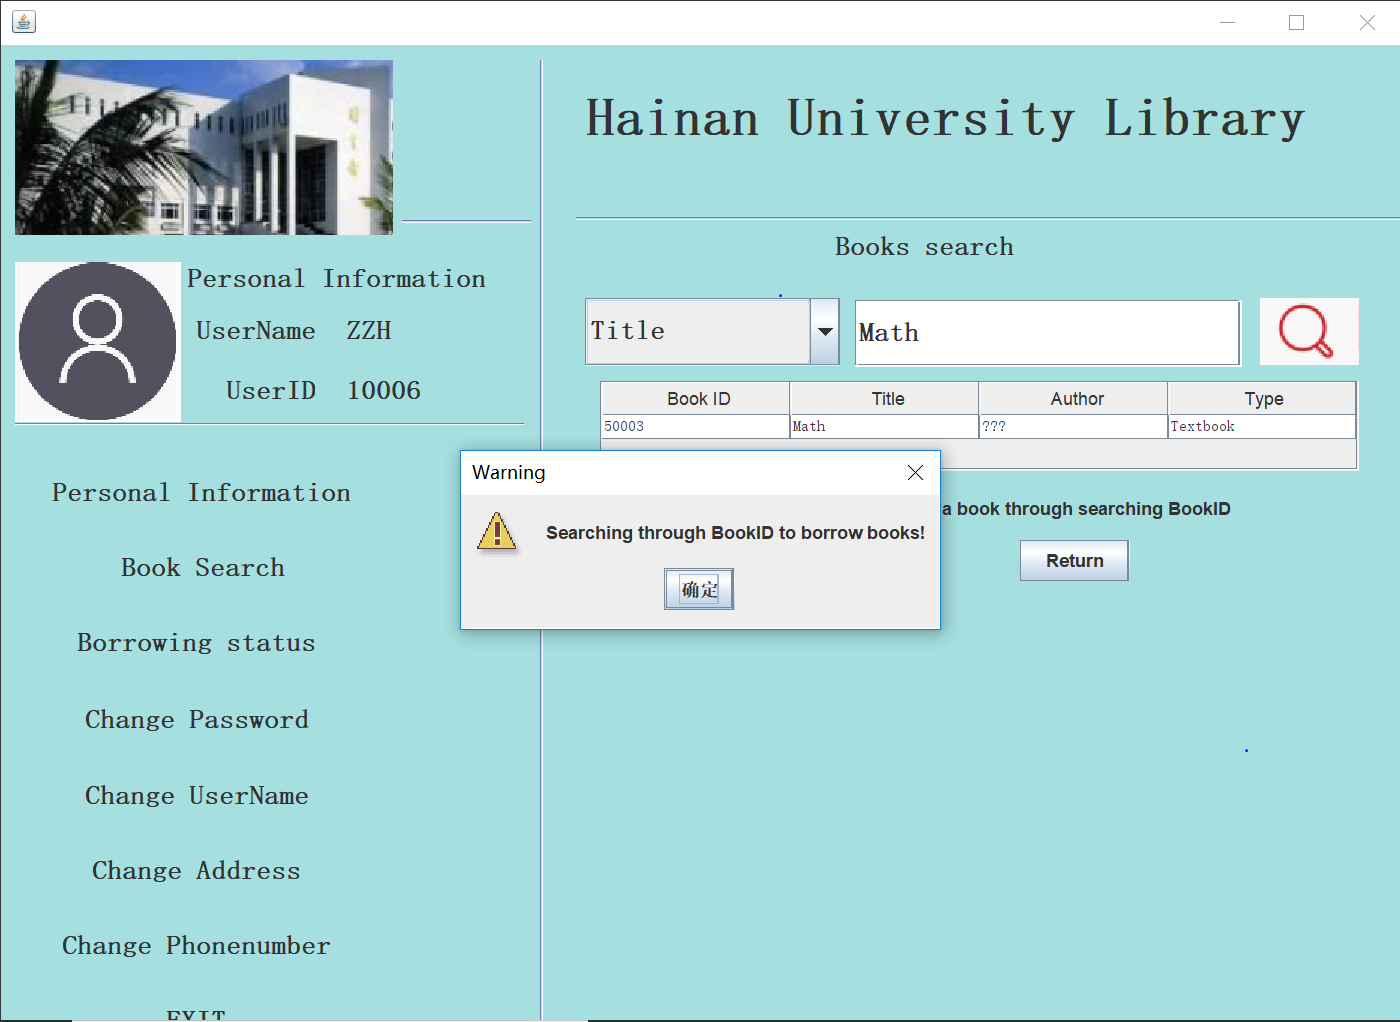 Hainan University Library
Personal Information
UserName ZZH
UserID 10006
Personal Information
Book Search
Borrowing status
Change Password
Change UserName
Change Address
Change Phonenumber
EXIT
Books search
Title
Math
Book ID Title Author Type
50003 Math ??? Textbook
a book through searching BookID
Return
Warning
Searching through BookID to borrow books!
确定